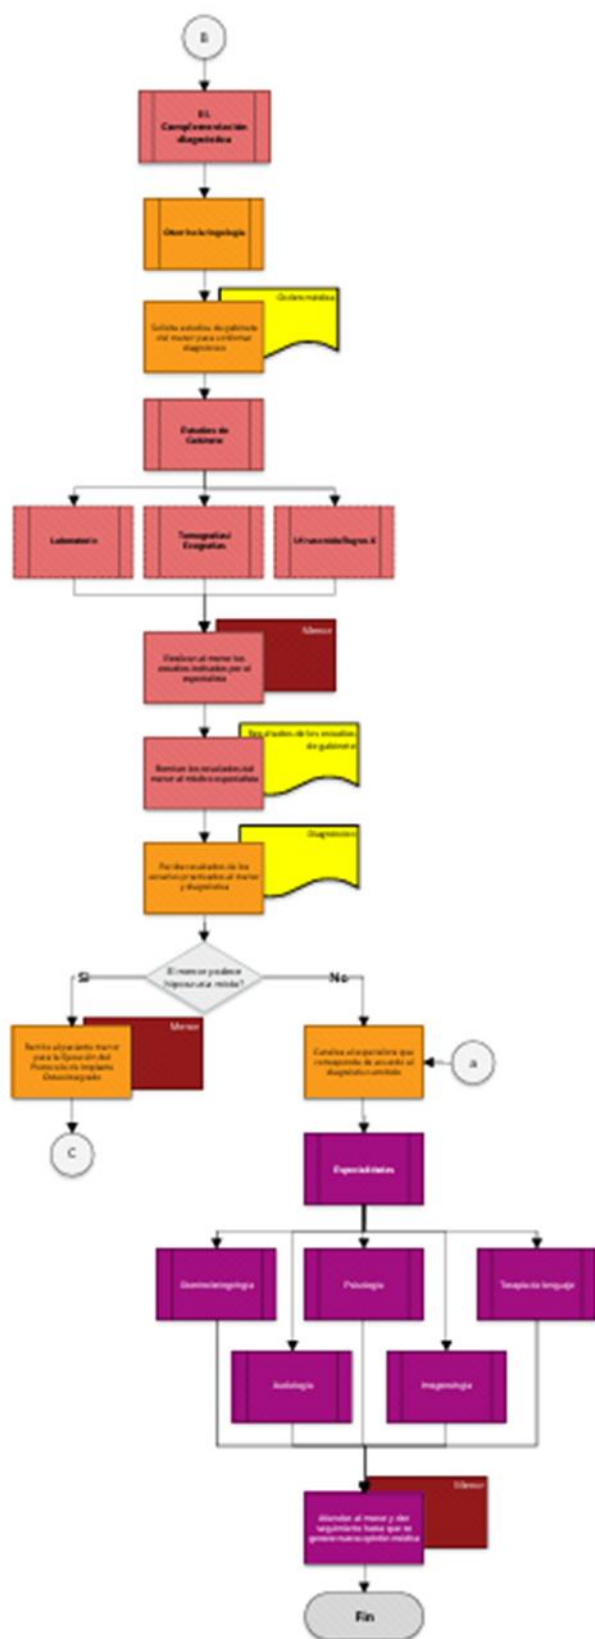 B
Complementación
diagnóstica
Otorrinolaringología
Orden médica
Solicita estudios de gabinete
del menor para confirmar
diagnóstico
Estudios de
Gabinete
Laboratorio
Tomografías/
Ultrasonido/Rayos X
Menor
Realizan al menor los
estudios indicados por el
especialista
Resultados de los estudios
de gabinete
Remiten los resultados del
menor al médico especialista
Diagnóstico
Recibe resultados de los
estudios practicados al menor
y diagnóstica
El menor padece
hipoacusia mixta?
Si
No
Menor
Remite al paciente menor
para la Ejecución del
Protocolo de Implante
Osteointegrado
Canaliza al especialista que
corresponda de acuerdo al
diagnóstico emitido
a
C
Especialidades
Otorrinolaringología
Psicología
Terapia de lenguaje
Audiología
Imagenología
Menor
Atienden al menor y dan
seguimiento hasta que se
genere nueva opinión médica
Fin